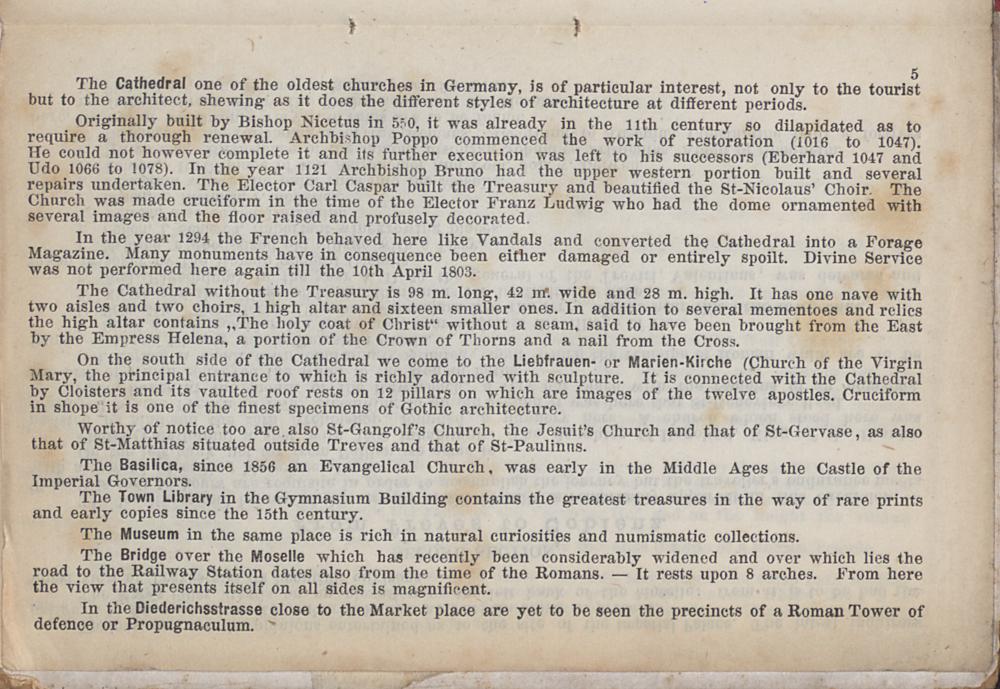 5
The Cathedral one of the oldest churches in Germany, is of particular interest, not only to the tourist
but to the architect, shewing as it does the different styles of architecture at different periods.
Originally built by Bishop Nicetus in 550, it was already in the 11th century so dilapidated as to
require a thorough renewal. Archbishop Poppo commenced the work of restoration (1016 to 1047).
He could not however complete it and its further execution was left to his successors (Eberhard 1047 and
Udo 1066 to 1078). In the year 1121 Archbishop Bruno had the upper western portion built and several
repairs undertaken. The Elector Carl Caspar built the Treasury and beautified the St-Nicolaus' Choir. The
Church was made cruciform in the time of the Elector Franz Ludwig who had the dome ornamented with
several images and the floor raised and profusely decorated.
In the year 1294 the French behaved here like Vandals and converted the Cathedral into a Forage
Magazine. Many monuments have in consequence been either damaged or entirely spoilt. Divine Service
was not performed here again till the 10th April 1803.
The Cathedral without the Treasury is 98 m. long, 42 m. wide and 28 m. high. It has one nave with
two aisles and two choirs, 1 high altar and sixteen smaller ones. In addition to several mementoes and relics
the high altar contains „The holy coat of Christ“ without a seam, said to have been brought from the East
by the Empress Helena, a portion of the Crown of Thorns and a nail from the Cross.
On the south side of the Cathedral we come to the Liebfrauen- or Marien-Kirche (Church of the Virgin
Mary, the principal entrance to which is richly adorned with sculpture. It is connected with the Cathedral
by Cloisters and its vaulted roof rests on 12 pillars on which are images of the twelve apostles. Cruciform
in shope it is one of the finest specimens of Gothic architecture.
Worthy of notice too are also St-Gangolf's Church, the Jesuit's Church and that of St-Gervase, as also
that of St-Matthias situated outside Treves and that of St-Paulinus.
The Basilica, since 1856 an Evangelical Church, was early in the Middle Ages the Castle of the
Imperial Governors.
The Town Library in the Gymnasium Building contains the greatest treasures in the way of rare prints
and early copies since the 15th century.
The Museum in the same place is rich in natural curiosities and numismatic collections.
The Bridge over the Moselle which has recently been considerably widened and over which lies the
road to the Railway Station dates also from the time of the Romans. — It rests upon 8 arches. From here
the view that presents itself on all sides is magnificent.
In the Diederichsstrasse close to the Market place are yet to be seen the precincts of a Roman Tower of
defence or Propugnaculum.